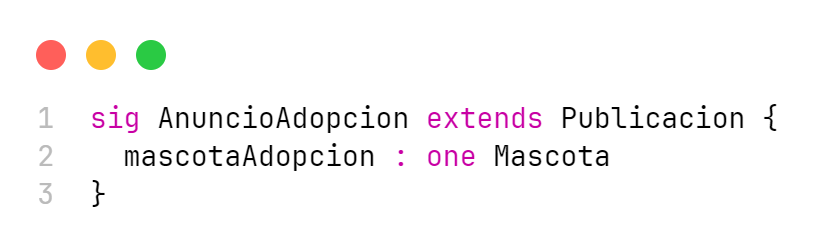 1 sig AnuncioAdopcion extends Publicacion {
2   mascotaAdopcion : one Mascota
3 }